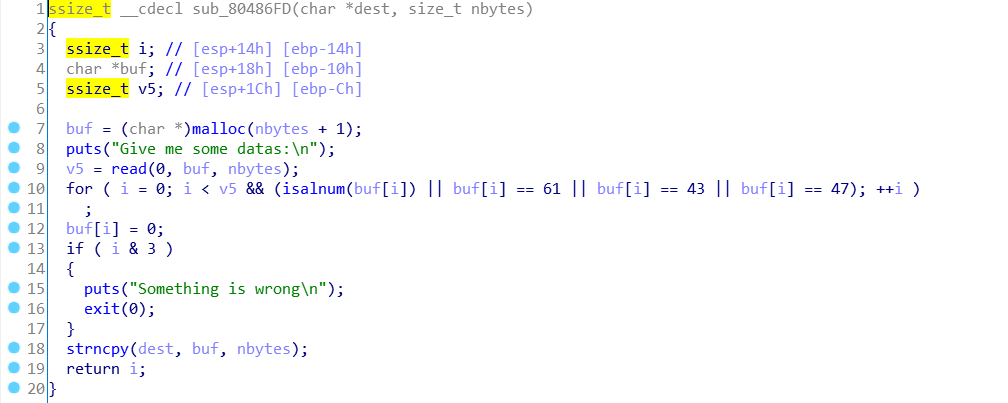 1 ssize_t __cdecl sub_80486FD(char *dest, size_t nbytes)
2 {
3 ssize_t i; // [esp+14h] [ebp-14h]
4 char *buf; // [esp+18h] [ebp-10h]
5 ssize_t v5; // [esp+1Ch] [ebp-Ch]
6
7 buf = (char *)malloc(nbytes + 1);
8 puts("Give me some datas:\n");
9 v5 = read(0, buf, nbytes);
10 for ( i = 0; i < v5 && (isalnum(buf[i]) || buf[i] == 61 || buf[i] == 43 || buf[i] == 47); ++i )
11 ;
12 buf[i] = 0;
13 if ( i & 3 )
14 {
15 puts("Something is wrong\n");
16 exit(0);
17 }
18 strncpy(dest, buf, nbytes);
19 return i;
20 }